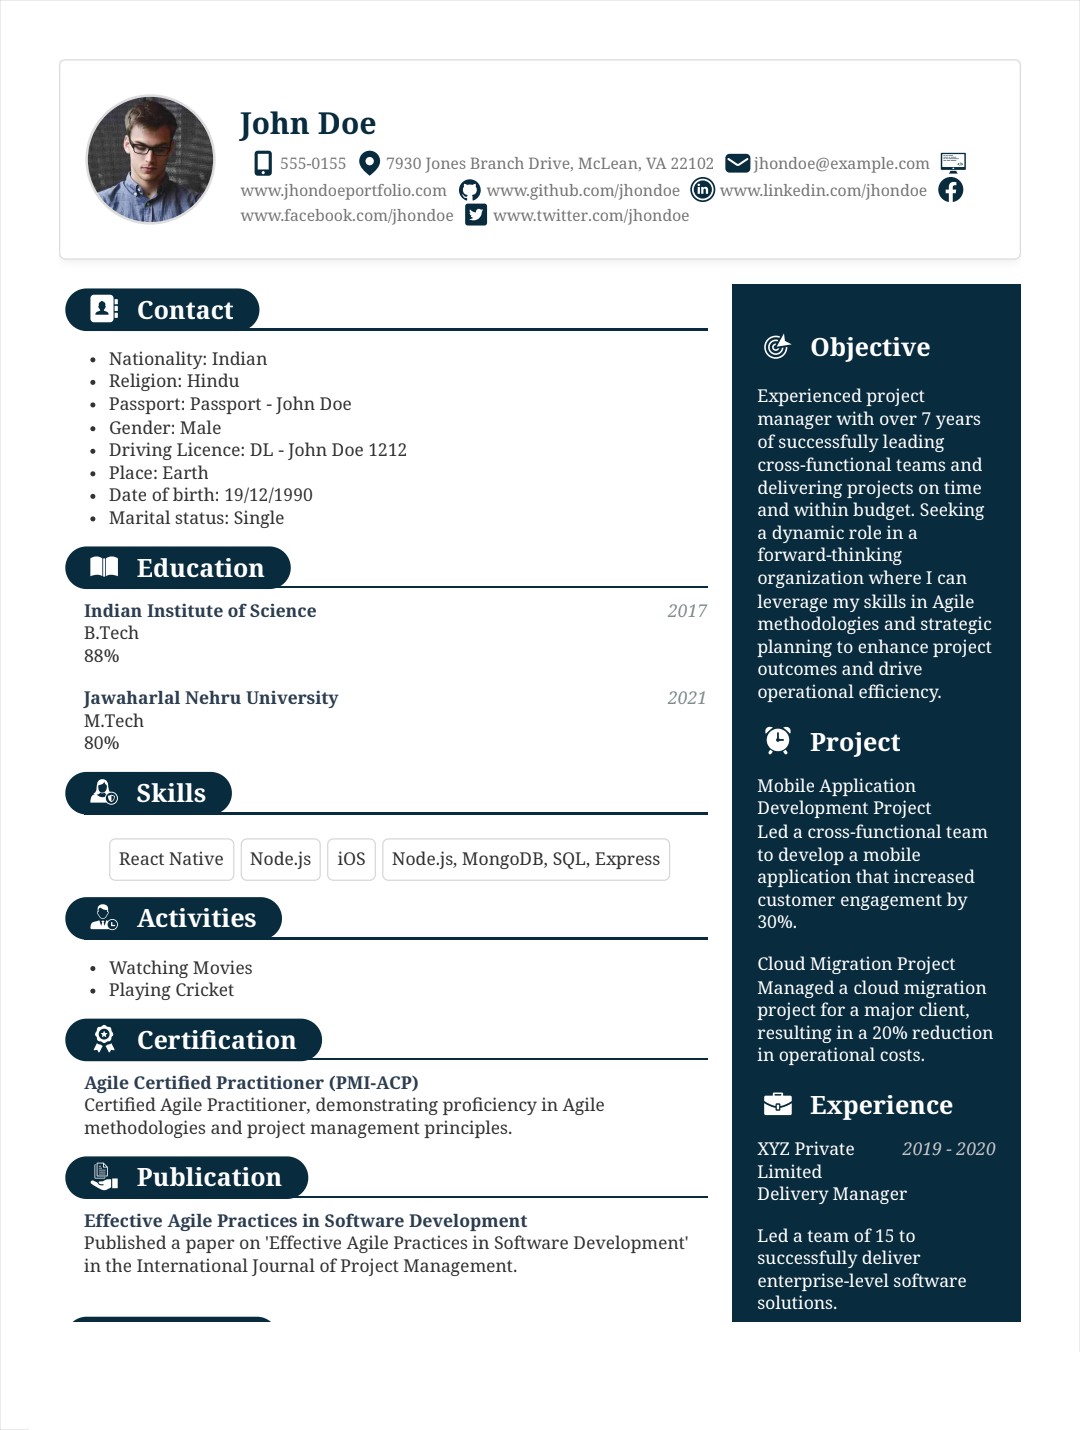 John Doe
555-0155 7930 Jones Branch Drive, McLean, VA 22102 jhondoe@example.com
www.jhondoeportfolio.com www.github.com/jhondoe www.linkedin.com/jhondoe
www.facebook.com/jhondoe www.twitter.com/jhondoe
Contact
• Nationality: Indian
• Religion: Hindu
• Passport: Passport - John Doe
• Gender: Male
• Driving Licence: DL - John Doe 1212
• Place: Earth
• Date of birth: 19/12/1990
• Marital status: Single
Education
Indian Institute of Science 2017
B.Tech
88%
Jawaharlal Nehru University 2021
M.Tech
80%
Skills
React Native Node.js iOS Node.js, MongoDB, SQL, Express
Activities
• Watching Movies
• Playing Cricket
Certification
Agile Certified Practitioner (PMI-ACP)
Certified Agile Practitioner, demonstrating proficiency in Agile
methodologies and project management principles.
Publication
Effective Agile Practices in Software Development
Published a paper on 'Effective Agile Practices in Software Development'
in the International Journal of Project Management.
Objective
Experienced project
manager with over 7 years
of successfully leading
cross-functional teams and
delivering projects on time
and within budget. Seeking
a dynamic role in a
forward-thinking
organization where I can
leverage my skills in Agile
methodologies and strategic
planning to enhance project
outcomes and drive
operational efficiency.
Project
Mobile Application
Development Project
Led a cross-functional team
to develop a mobile
application that increased
customer engagement by
30%.
Cloud Migration Project
Managed a cloud migration
project for a major client,
resulting in a 20% reduction
in operational costs.
Experience
XYZ Private 2019 - 2020
Limited
Delivery Manager
Led a team of 15 to
successfully deliver
enterprise-level software
solutions.